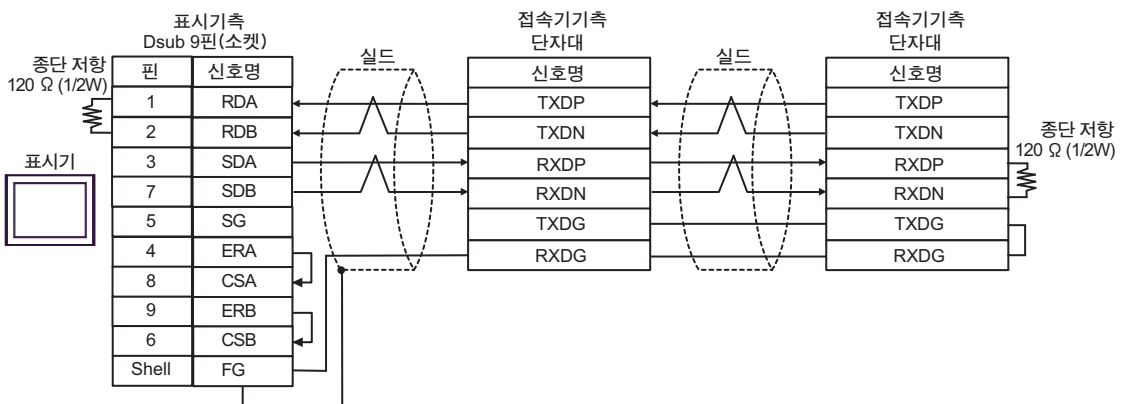 표시기측
Dsub 9핀(소켓)
종단 저항
120 Ω (1/2W)
핀 신호명
1 RDA
2 RDB
3 SDA
7 SDB
5 SG
4 ERA
8 CSA
9 ERB
6 CSB
Shell FG
표시기
실드
접속기기측
단자대
신호명
TXDP
TXDN
RXDP
RXDN
TXDG
RXDG
실드
접속기기측
단자대
신호명
TXDP
TXDN
RXDP
RXDN
TXDG
RXDG
종단 저항
120 Ω (1/2W)